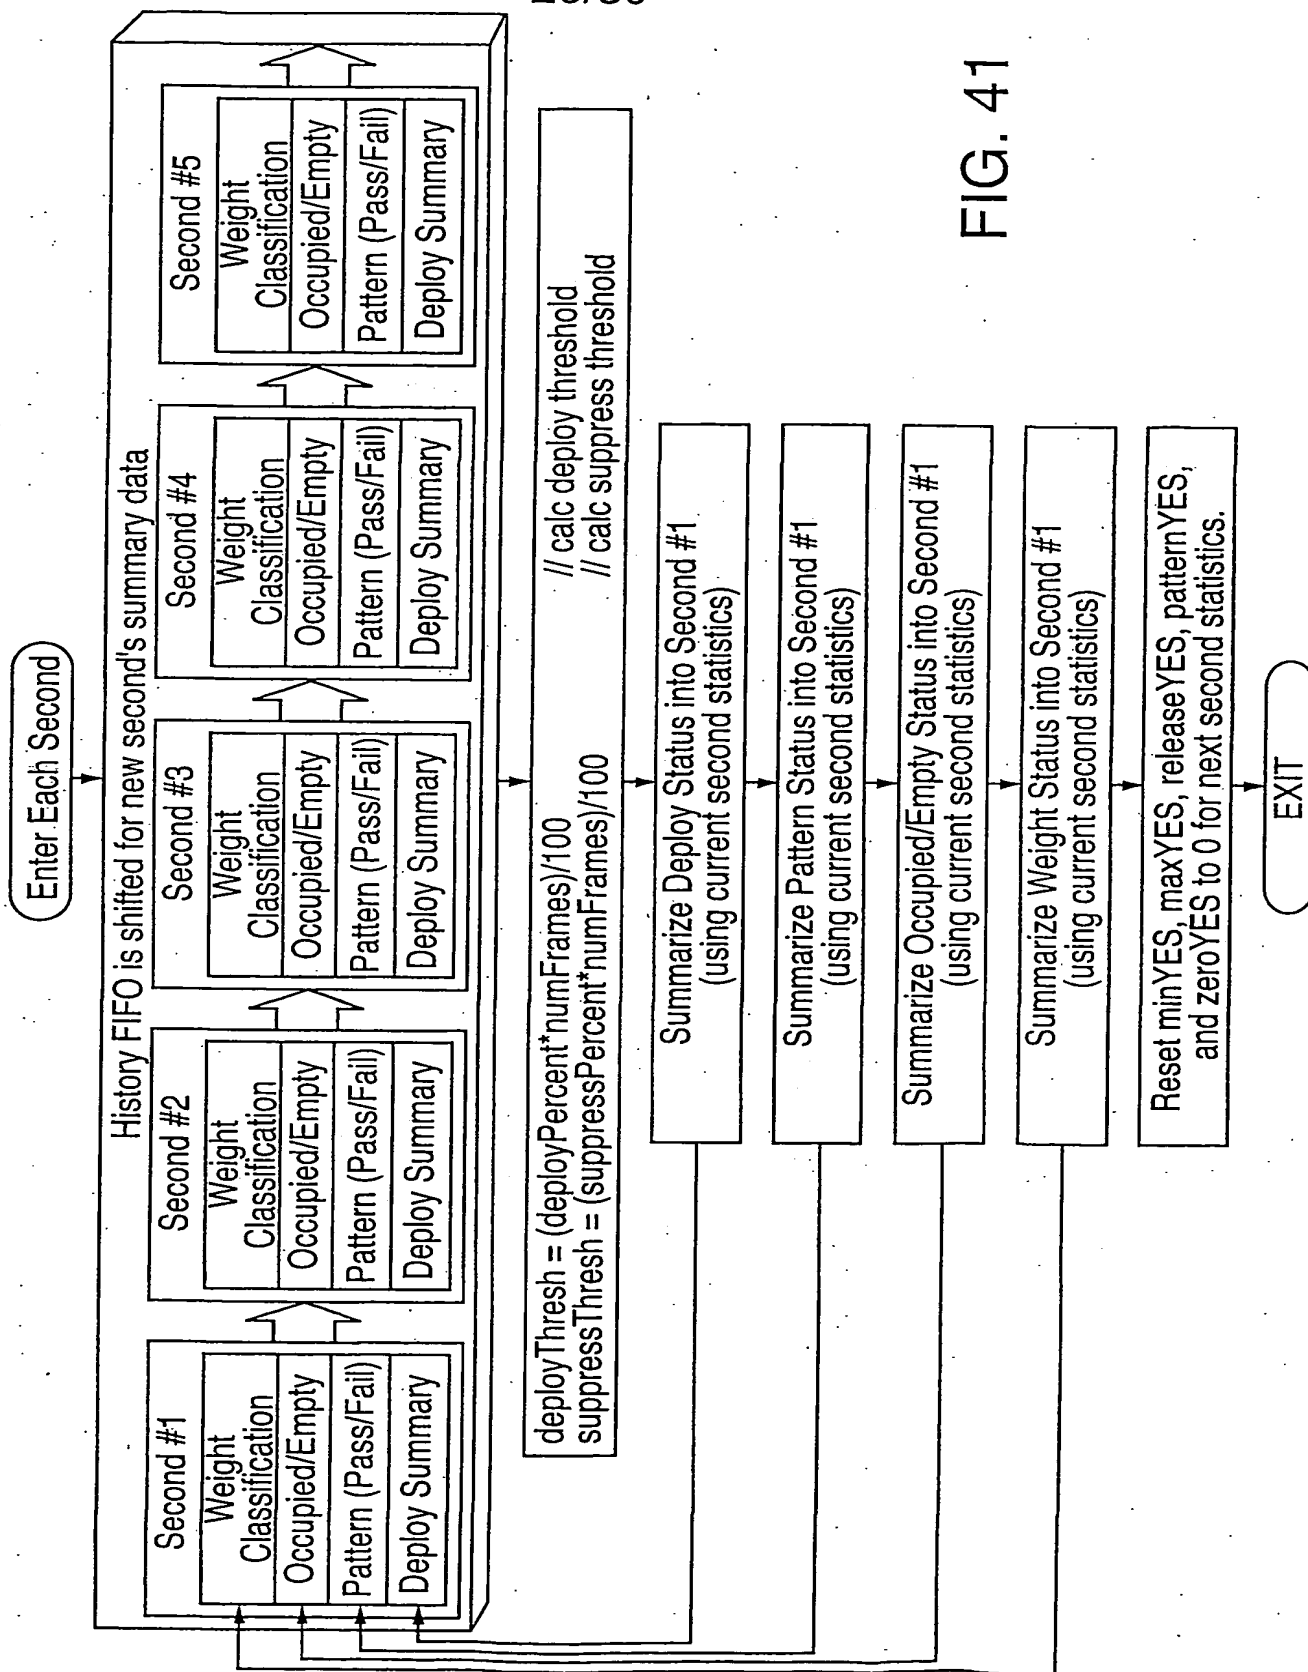 Enter Each Second
History FIFO is shifted for new second's summary data
Second #1
Weight
Classification
Occupied/Empty
Pattern (Pass/Fail)
Deploy Summary
Second #2
Weight
Classification
Occupied/Empty
Pattern (Pass/Fail)
Deploy Summary
Second #3
Weight
Classification
Occupied/Empty
Pattern (Pass/Fail)
Deploy Summary
Second #4
Weight
Classification
Occupied/Empty
Pattern (Pass/Fail)
Deploy Summary
Second #5
Weight
Classification
Occupied/Empty
Pattern (Pass/Fail)
Deploy Summary
deployThresh = (deployPercent*numFrames)/100 // calc deploy threshold
suppressThresh = (suppressPercent*numFrames)/100 // calc suppress threshold
Summarize Deploy Status into Second #1
(using current second statistics)
Summarize Pattern Status into Second #1
(using current second statistics)
Summarize Occupied/Empty Status into Second #1
(using current second statistics)
Summarize Weight Status into Second #1
(using current second statistics)
Reset minYES, maxYES, releaseYES, patternYES,
and zeroYES to 0 for next second statistics.
EXIT
FIG. 41